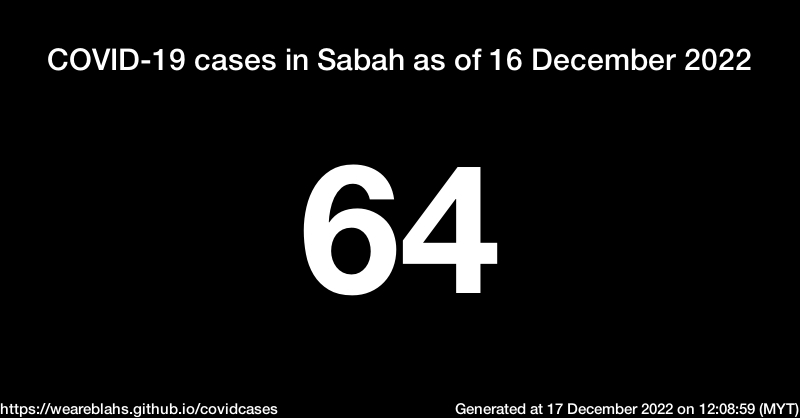 COVID-19 cases in Sabah as of 16 December 2022
64
https://weareblahs.github.io/covidcases
Generated at 17 December 2022 on 12:08:59 (MYT)